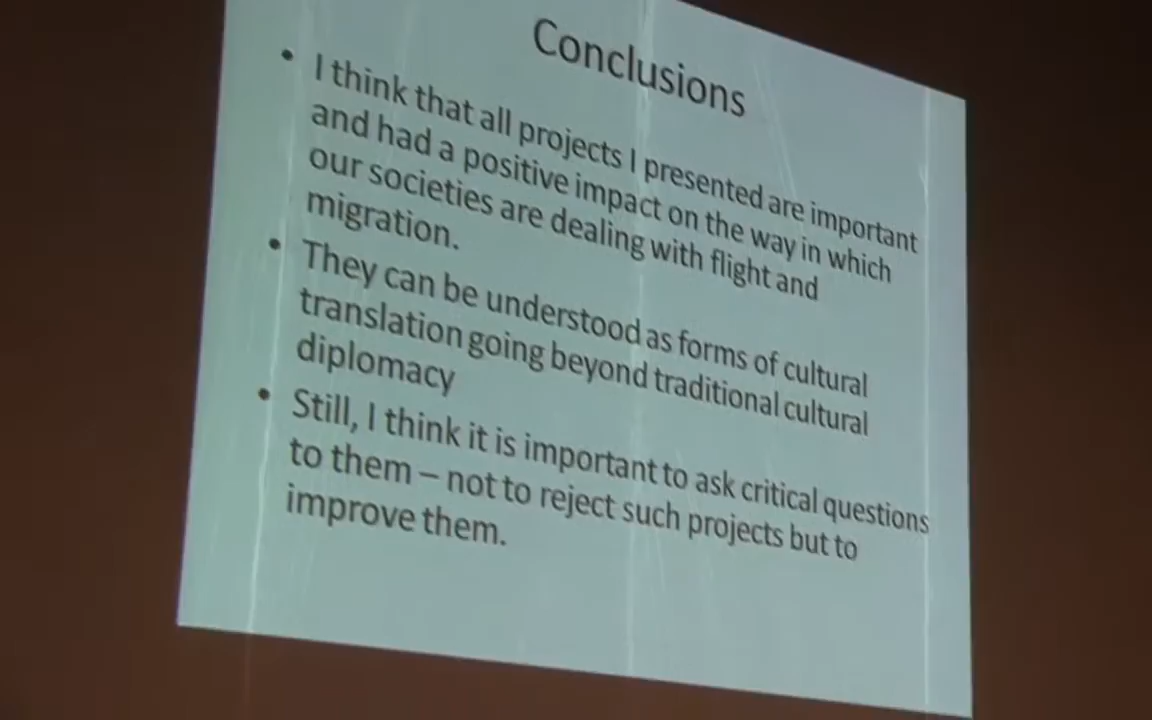 Conclusions
• I think that all projects I presented are important
and had a positive impact on the way in which
our societies are dealing with flight and
migration.
• They can be understood as forms of cultural
translation going beyond traditional cultural
diplomacy
• Still, I think it is important to ask critical questions
to them – not to reject such projects but to
improve them.